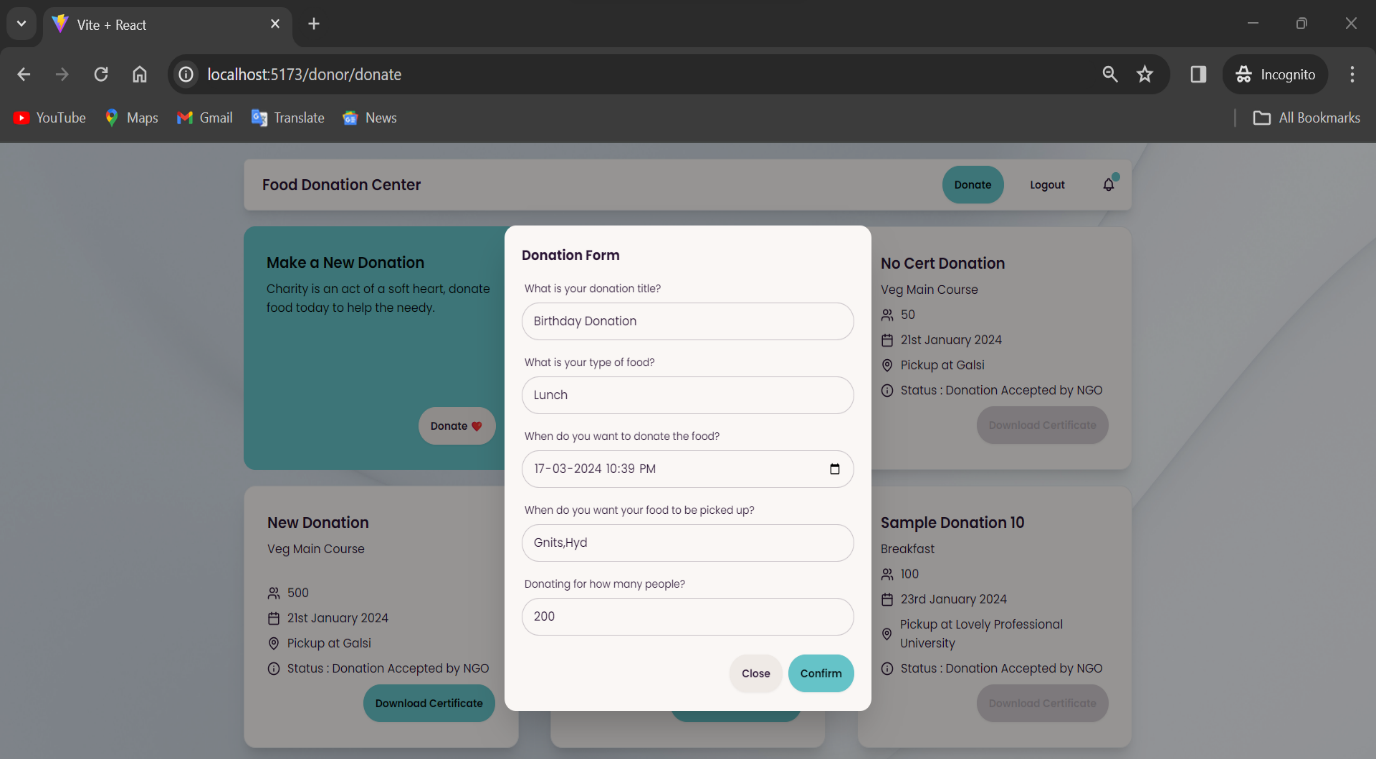 Vite + React
localhost:5173/donor/donate
Incognito
YouTube
Maps
Gmail
Translate
News
All Bookmarks
Food Donation Center
Donate
Logout
Make a New Donation
Charity is an act of a soft heart, donate
food today to help the needy.
Donate
Donation Form
What is your donation title?
Birthday Donation
What is your type of food?
Lunch
When do you want to donate the food?
17-03-2024 10:39 PM
When do you want your food to be picked up?
Gnits,Hyd
Donating for how many people?
200
Close
Confirm
No Cert Donation
Veg Main Course
50
21st January 2024
Pickup at Galsi
Status : Donation Accepted by NGO
Download Certificate
New Donation
Veg Main Course
500
21st January 2024
Pickup at Galsi
Status : Donation Accepted by NGO
Download Certificate
Sample Donation 10
Breakfast
100
23rd January 2024
Pickup at Lovely Professional
University
Status : Donation Accepted by NGO
Download Certificate